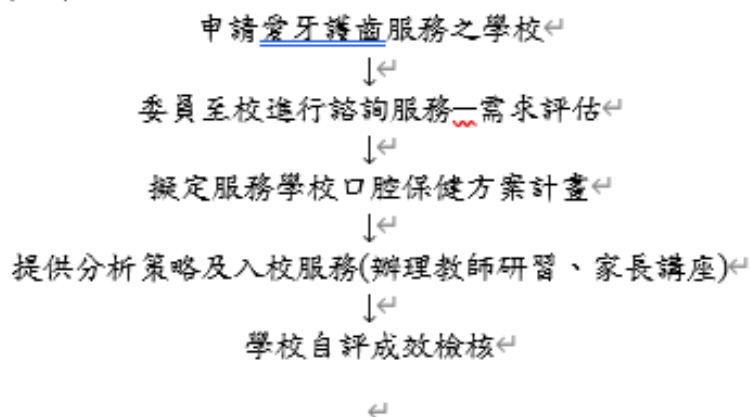 申請愛牙護齒服務之學校↵
↓↵
委員至校進行諮詢服務—需求評估↵
↓↵
擬定服務學校口腔保健方案計畫↵
↓↵
提供分析策略及入校服務(辦理教師研習、家長講座)↵
↓↵
學校自評成效檢核↵
↵